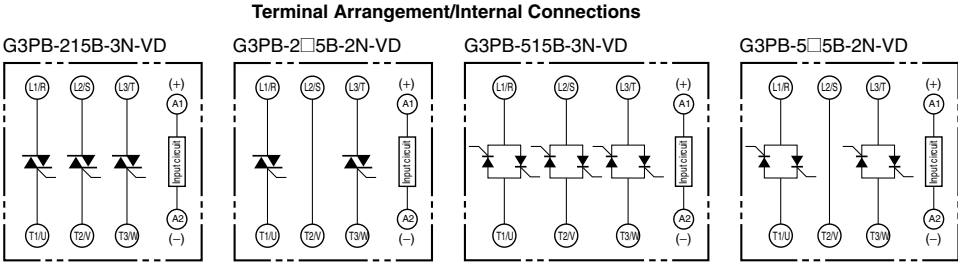 Terminal Arrangement/Internal Connections
G3PB-215B-3N-VD
L1/R L2/S L3/T (+)
A1
Input circuit
A2
T1/U T2/V T3/W (−)
G3PB-2□5B-2N-VD
L1/R L2/S L3/T (+)
A1
Input circuit
A2
T1/U T2/V T3/W (−)
G3PB-515B-3N-VD
L1/R L2/S L3/T (+)
A1
Input circuit
A2
T1/U T2/V T3/W (−)
G3PB-5□5B-2N-VD
L1/R L2/S L3/T (+)
A1
Input circuit
A2
T1/U T2/V T3/W (−)